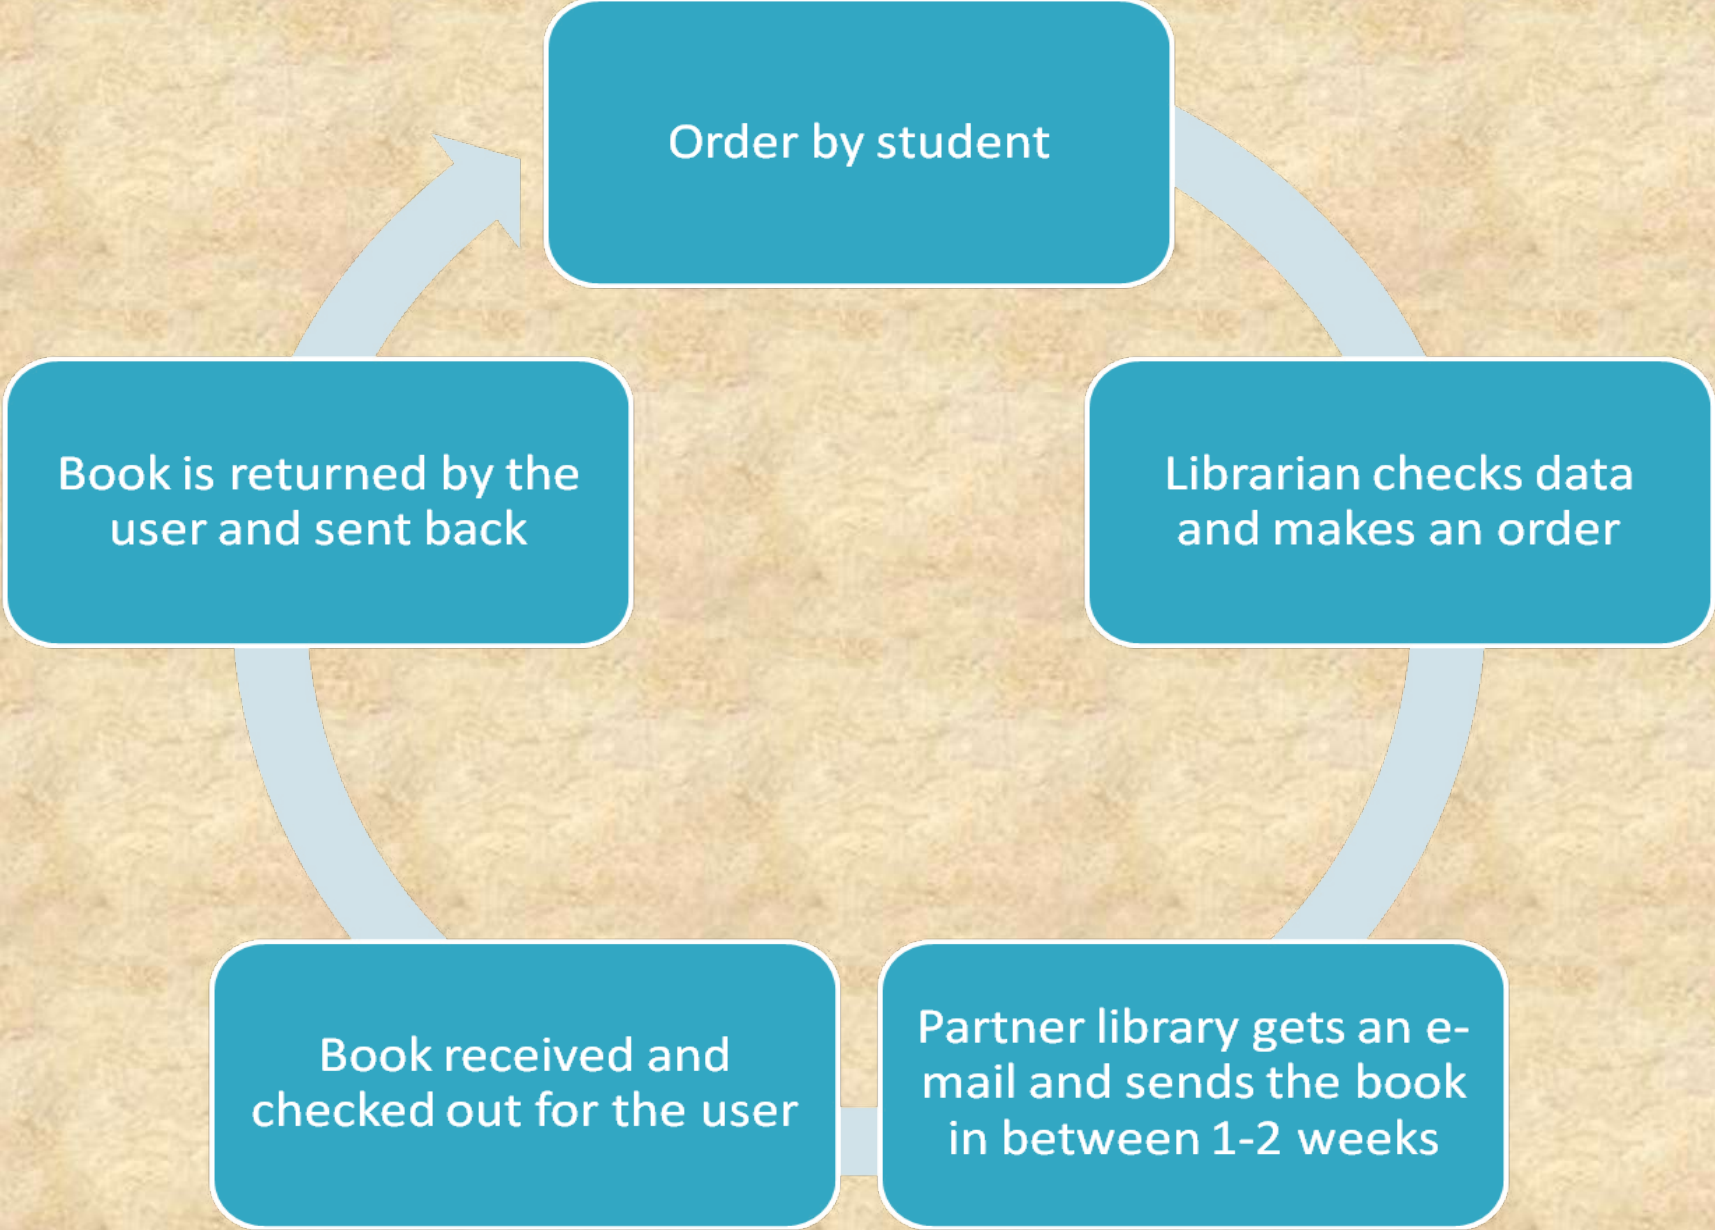 Order by student
Librarian checks data
and makes an order
Partner library gets an e-
mail and sends the book
in between 1-2 weeks
Book received and
checked out for the user
Book is returned by the
user and sent back